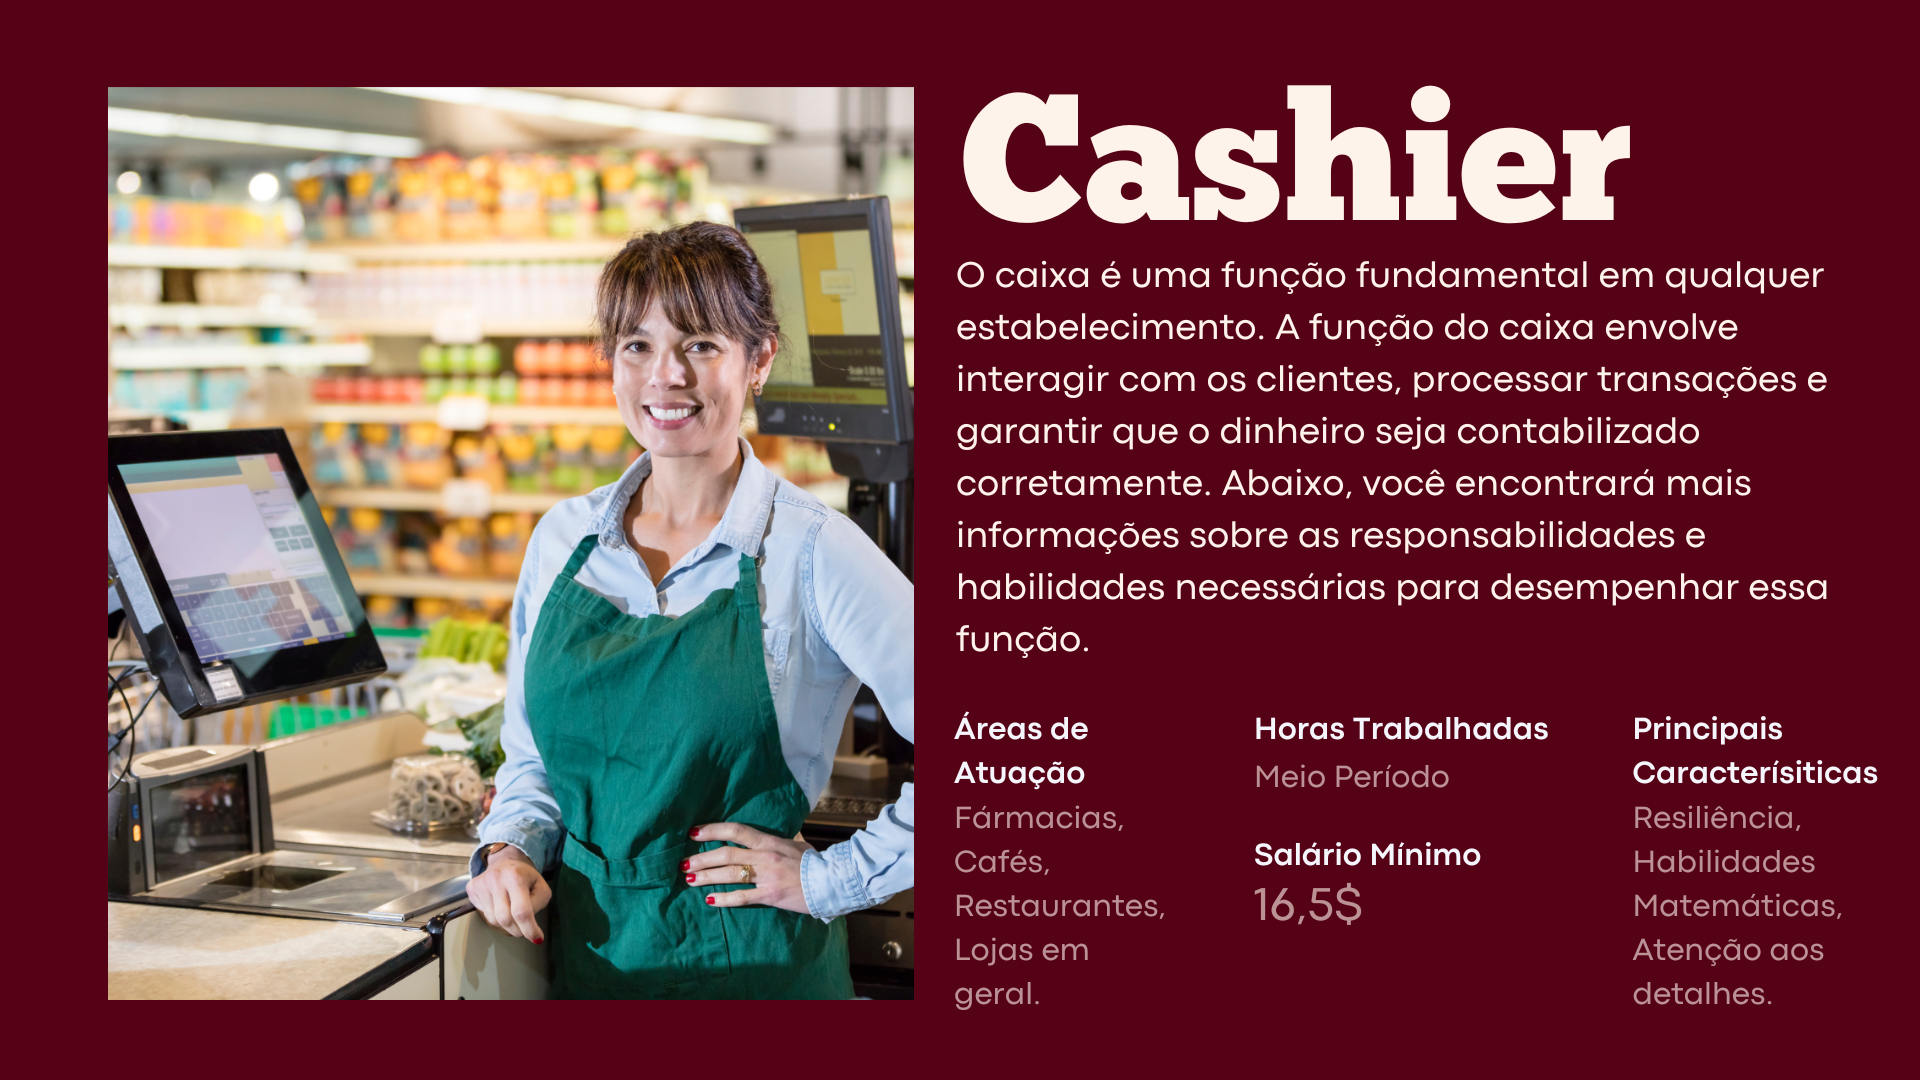 Cashier
O caixa é uma função fundamental em qualquer
estabelecimento. A função do caixa envolve
interagir com os clientes, processar transações e
garantir que o dinheiro seja contabilizado
corretamente. Abaixo, você encontrará mais
informações sobre as responsabilidades e
habilidades necessárias para desempenhar essa
função.
Áreas de
Atuação
Fármacias,
Cafés,
Restaurantes,
Lojas em
geral.
Horas Trabalhadas
Meio Período
Salário Mínimo
16,5$
Principais
Caracterísiticas
Resiliência,
Habilidades
Matemáticas,
Atenção aos
detalhes.